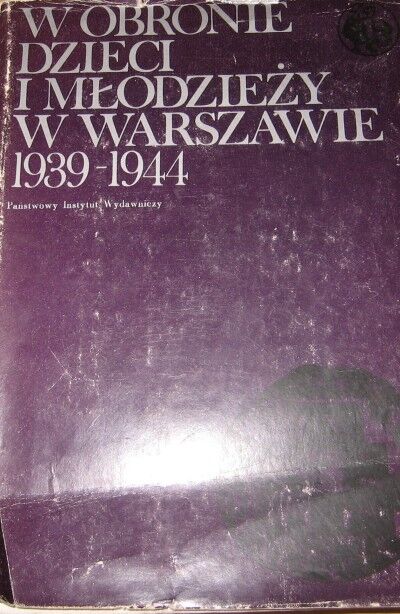 W OBRONIE
DZIECI
I MŁODZIEŻY
W WARSZAWIE
1939-1944
Państwowy Instytut Wydawniczy